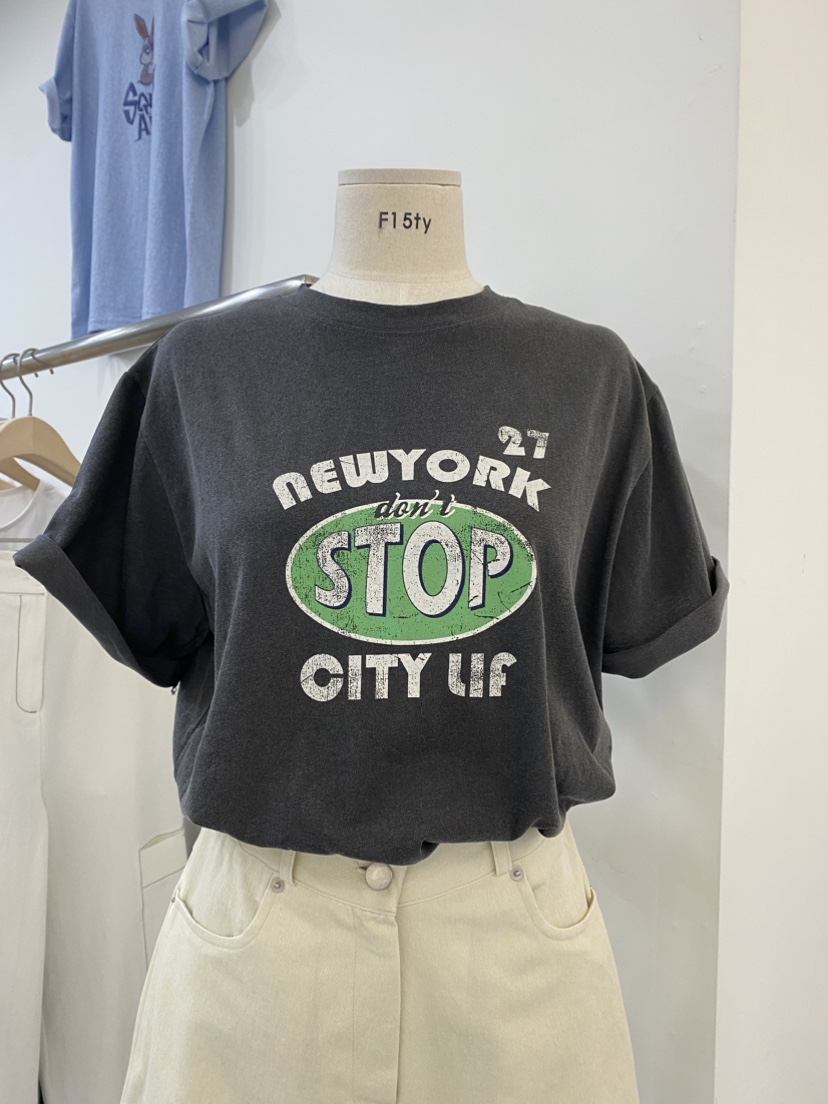 F15ty
27
NEWYORK
don't
STOP
CITY LIF